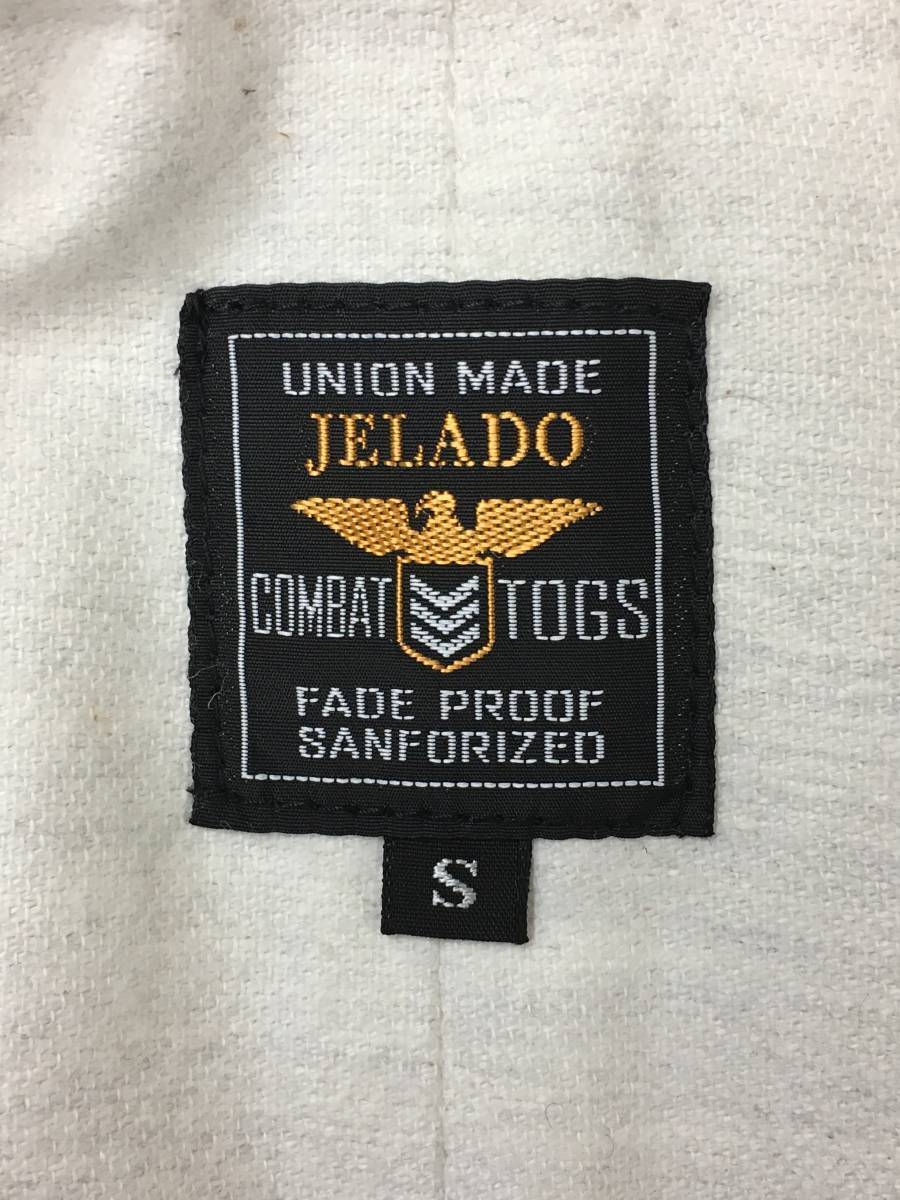 UNION MADE
JELADO
COMBAT TOGS
FADE PROOF
SANFORIZED
S